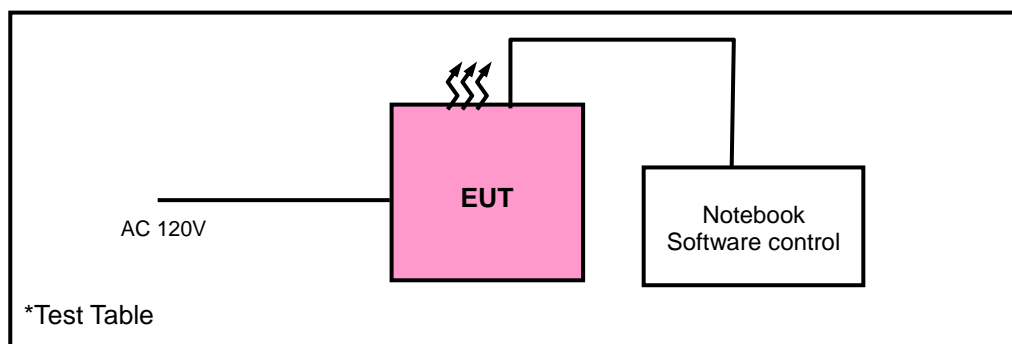 EUT
AC 120V
Notebook
Software control
*Test Table